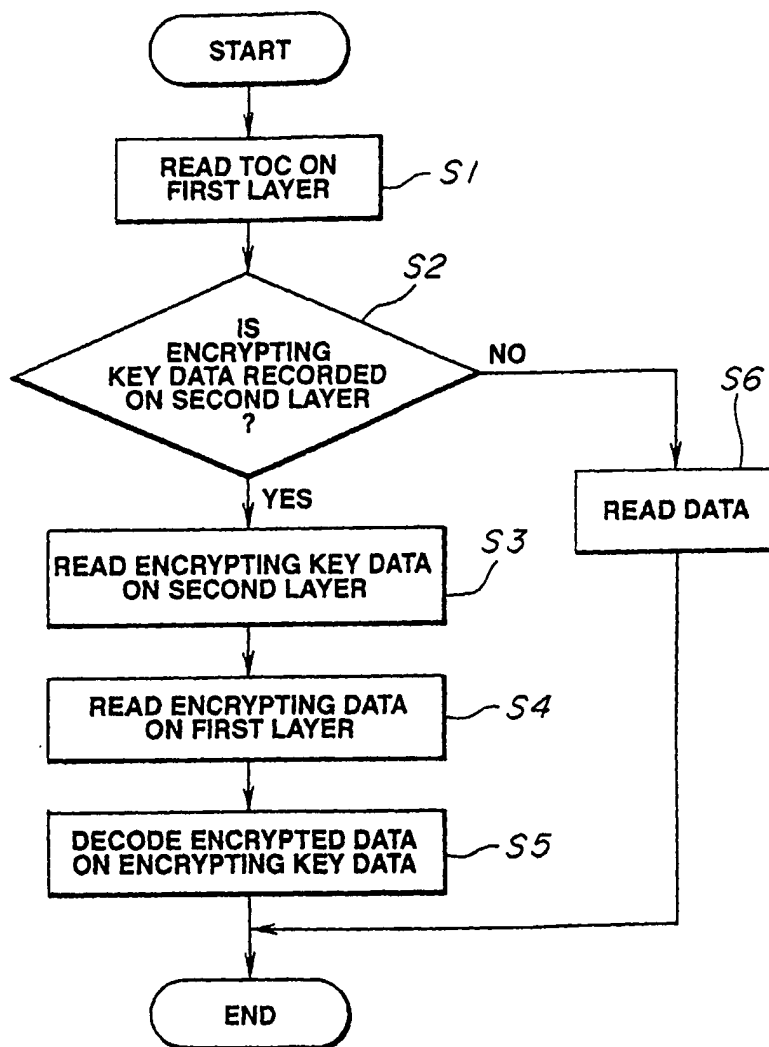 START
READ TOC ON
FIRST LAYER
S1
S2
IS
ENCRYPTING
KEY DATA RECORDED
ON SECOND LAYER
?
NO
S6
READ DATA
YES
READ ENCRYPTING KEY DATA
ON SECOND LAYER
S3
READ ENCRYPTING DATA
ON FIRST LAYER
S4
DECODE ENCRYPTED DATA
ON ENCRYPTING KEY DATA
S5
END